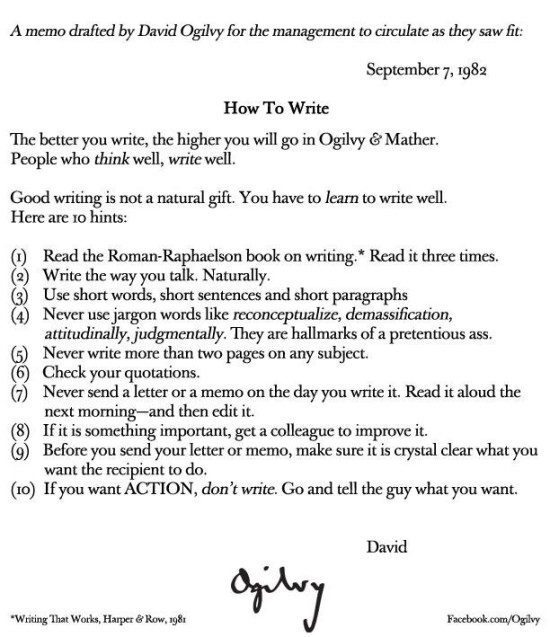 A memo drafted by David Ogilvy for the management to circulate as they saw fit:
September 7, 1982
How To Write
The better you write, the higher you will go in Ogilvy & Mather.
People who think well, write well.
Good writing is not a natural gift. You have to learn to write well.
Here are 10 hints:
(1) Read the Roman-Raphaelson book on writing.* Read it three times.
(2) Write the way you talk. Naturally.
(3) Use short words, short sentences and short paragraphs
(4) Never use jargon words like reconceptualize, demassification,
attitudinally, judgmentally. They are hallmarks of a pretentious ass.
(5) Never write more than two pages on any subject.
(6) Check your quotations.
(7) Never send a letter or a memo on the day you write it. Read it aloud the
next morning—and then edit it.
(8) If it is something important, get a colleague to improve it.
(9) Before you send your letter or memo, make sure it is crystal clear what you
want the recipient to do.
(10) If you want ACTION, don't write. Go and tell the guy what you want.
David
Ogilvy
*Writing That Works, Harper & Row, 1981
Facebook.com/Ogilvy